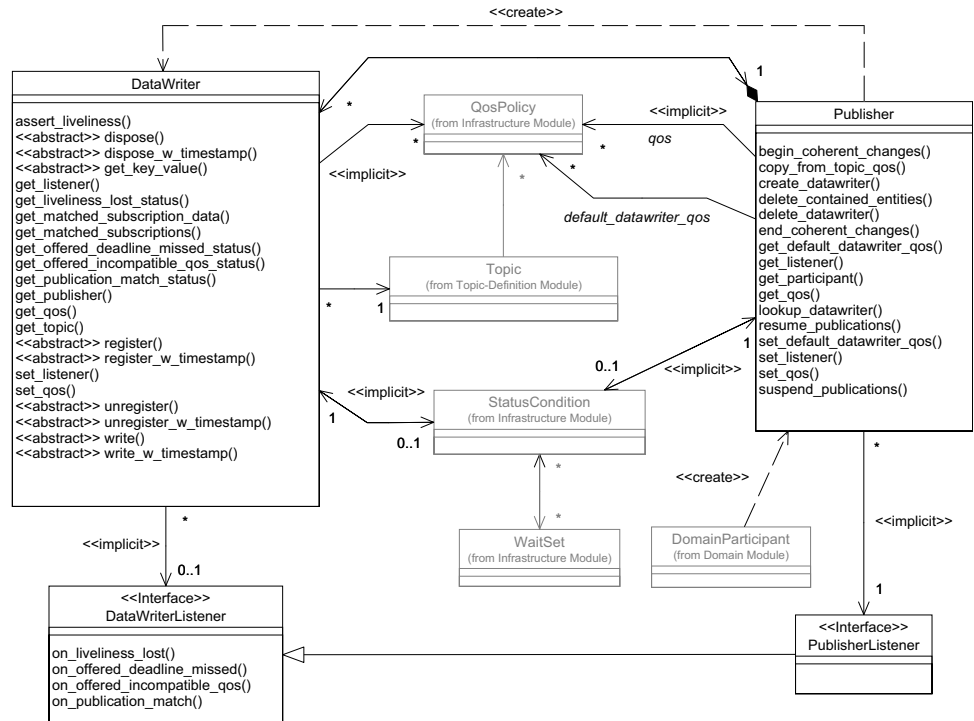 <<create>>
DataWriter
assert_liveliness()
<<abstract>> dispose()
<<abstract>> dispose_w_timestamp()
<<abstract>> get_key_value()
get_listener()
get_liveliness_lost_status()
get_matched_subscription_data()
get_matched_subscriptions()
get_offered_deadline_missed_status()
get_offered_incompatible_qos_status()
get_publication_match_status()
get_publisher()
get_qos()
get_topic()
<<abstract>> register()
<<abstract>> register_w_timestamp()
set_listener()
set_qos()
<<abstract>> unregister()
<<abstract>> unregister_w_timestamp()
<<abstract>> write()
<<abstract>> write_w_timestamp()
*
1
QosPolicy
(from Infrastructure Module)
*
<<implicit>>
*
*
*
<<implicit>>
qos
default_datawriter_qos
Publisher
begin_coherent_changes()
copy_from_topic_qos()
create_datawriter()
delete_contained_entities()
delete_datawriter()
end_coherent_changes()
get_default_datawriter_qos()
get_listener()
get_participant()
get_qos()
lookup_datawriter()
resume_publications()
set_default_datawriter_qos()
set_listener()
set_qos()
suspend_publications()
Topic
(from Topic-Definition Module)
*
1
1
0..1
<<implicit>>
<<implicit>>
1
0..1
StatusCondition
(from Infrastructure Module)
*
*
WaitSet
(from Infrastructure Module)
<<create>>
DomainParticipant
(from Domain Module)
*
<<implicit>>
0..1
*
<<implicit>>
1
<<Interface>>
DataWriterListener
on_liveliness_lost()
on_offered_deadline_missed()
on_offered_incompatible_qos()
on_publication_match()
<<Interface>>
PublisherListener